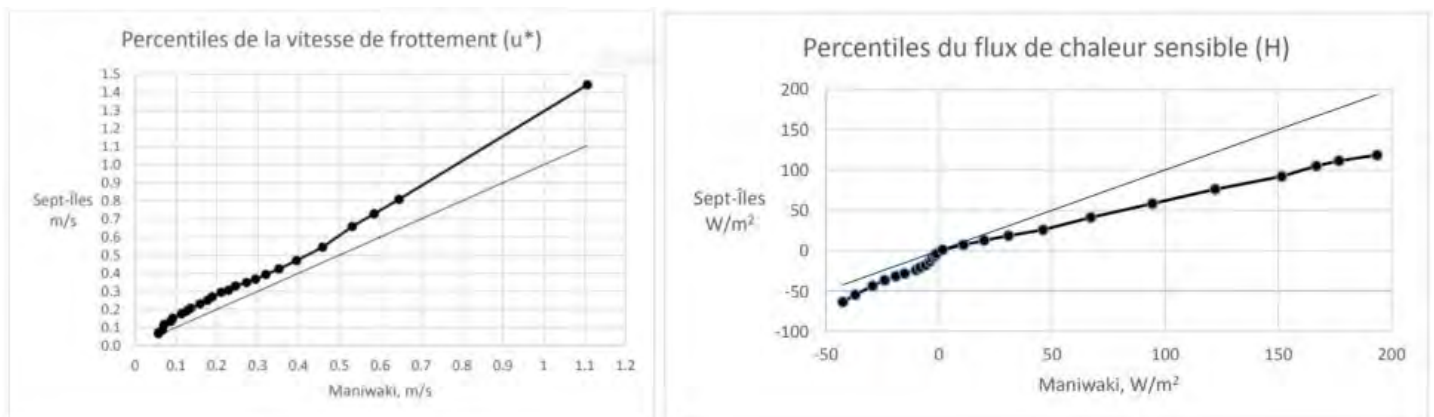 Percentiles de la vitesse de frottement (u*)
1.5
1.4
1.3
1.2
1.1
1.0
0.9
0.8
0.7
0.6
0.5
0.4
0.3
0.2
0.1
0.0
Sept-Îles
m/s
0 0.1 0.2 0.3 0.4 0.5 0.6 0.7 0.8 0.9 1 1.1 1.2
Maniwaki, m/s
Percentiles du flux de chaleur sensible (H)
200
150
100
50
0
-50
-100
Sept-Îles
W/m²
-50 0 50 100 150 200
Maniwaki, W/m²